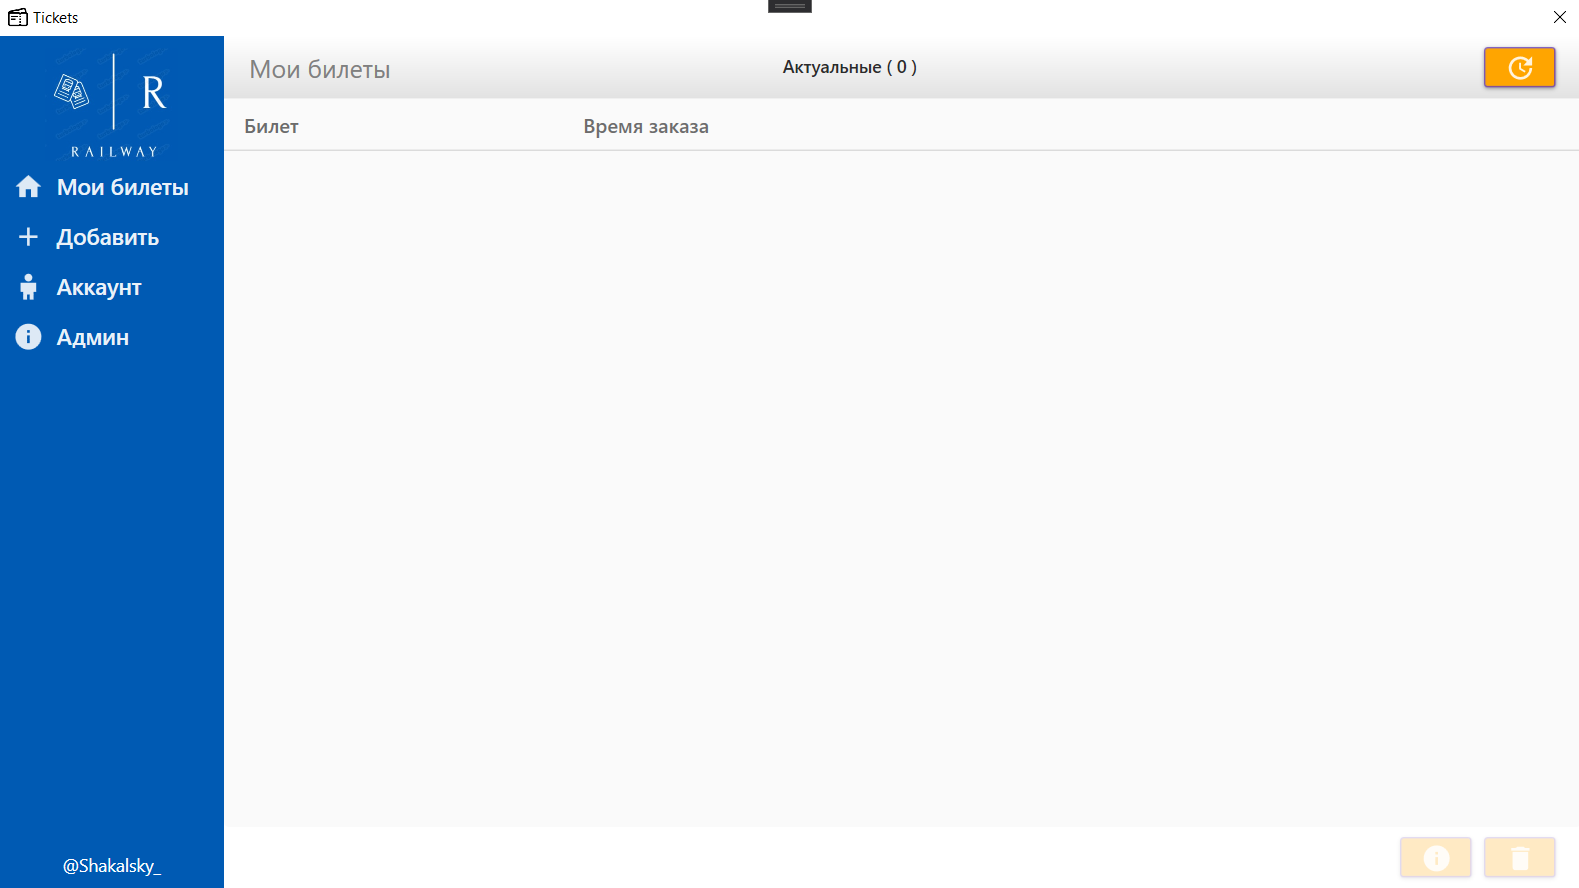 Tickets
R
RAILWAY
Мои билеты
Добавить
Аккаунт
Админ
@Shakalsky_
Мои билеты
Актуальные ( 0 )
Билет
Время заказа